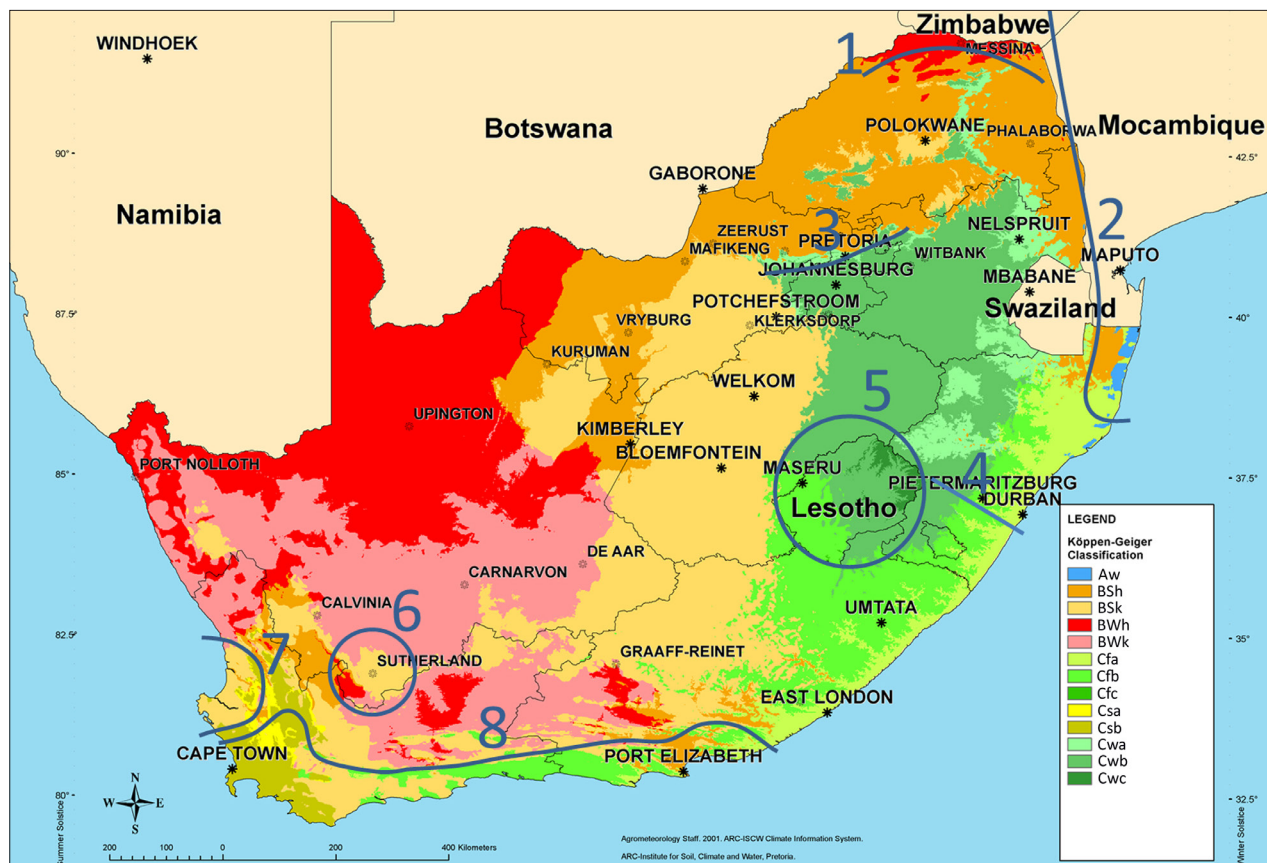 Zimbabwe
WINDHOEK
1
MESSINA
Botswana
POLOKWANE
PHALABORWA
Mocambique
90°
42.5°
GABORONE
Namibia
2
ZEERUST
3
NELSPRUIT
MAFIKENG
PRETORIA
WITBANK
MAPUTO
JOHANNESBURG
MBABANE
POTCHEFSTROOM
Swaziland
87.5°
KLERKSDORP
40°
VRYBURG
KURUMAN
WELKOM
5
UPINGTON
KIMBERLEY
BLOEMFONTEIN
PORT NOLLOTH
MASERU
4
85°
37.5°
PIETERMARITZBURG
DURBAN
Lesotho
LEGEND
Köppen-Geiger
Classification
DE AAR
CARNARVON
Aw
BSh
CALVINIA
6
UMTATA
BSk
82.5°
35°
BWh
7
SUTHERLAND
GRAAFF-REINET
BWk
Cfa
Cfb
EAST LONDON
Cfc
8
Csa
CAPE TOWN
PORT ELIZABETH
Csb
Cwa
Cwb
Cwc
80°
32.5°
N
W E
S
Summer Solstice
Winter Solstice
Agrometeorology Staff. 2001. ARC-ISCW Climate Information System.
200 100 0 200 400 Kilometers
ARC-Institute for Soil, Climate and Water, Pretoria.